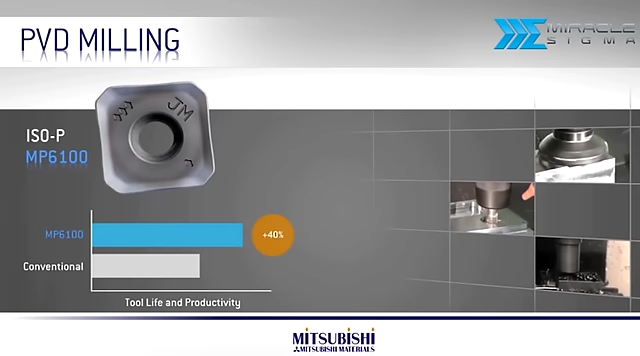 PVD MILLING
MIRACLE
SIGMA
JM
ISO-P
MP6100
MP6100
+40%
Conventional
Tool Life and Productivity
MITSUBISHI
MITSUBISHI MATERIALS